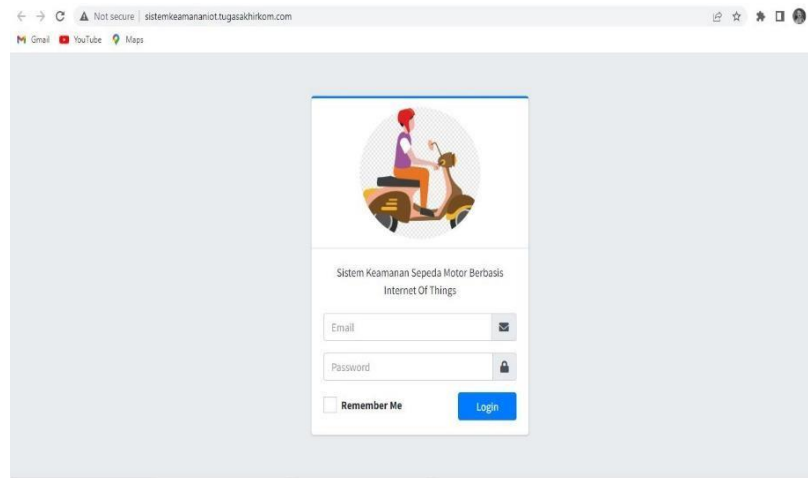 Not secure | sistemkeamananiot.tugasakhirkom.com
Gmail YouTube Maps
Sistem Keamanan Sepeda Motor Berbasis
Internet Of Things
Email
Password
Remember Me
Login